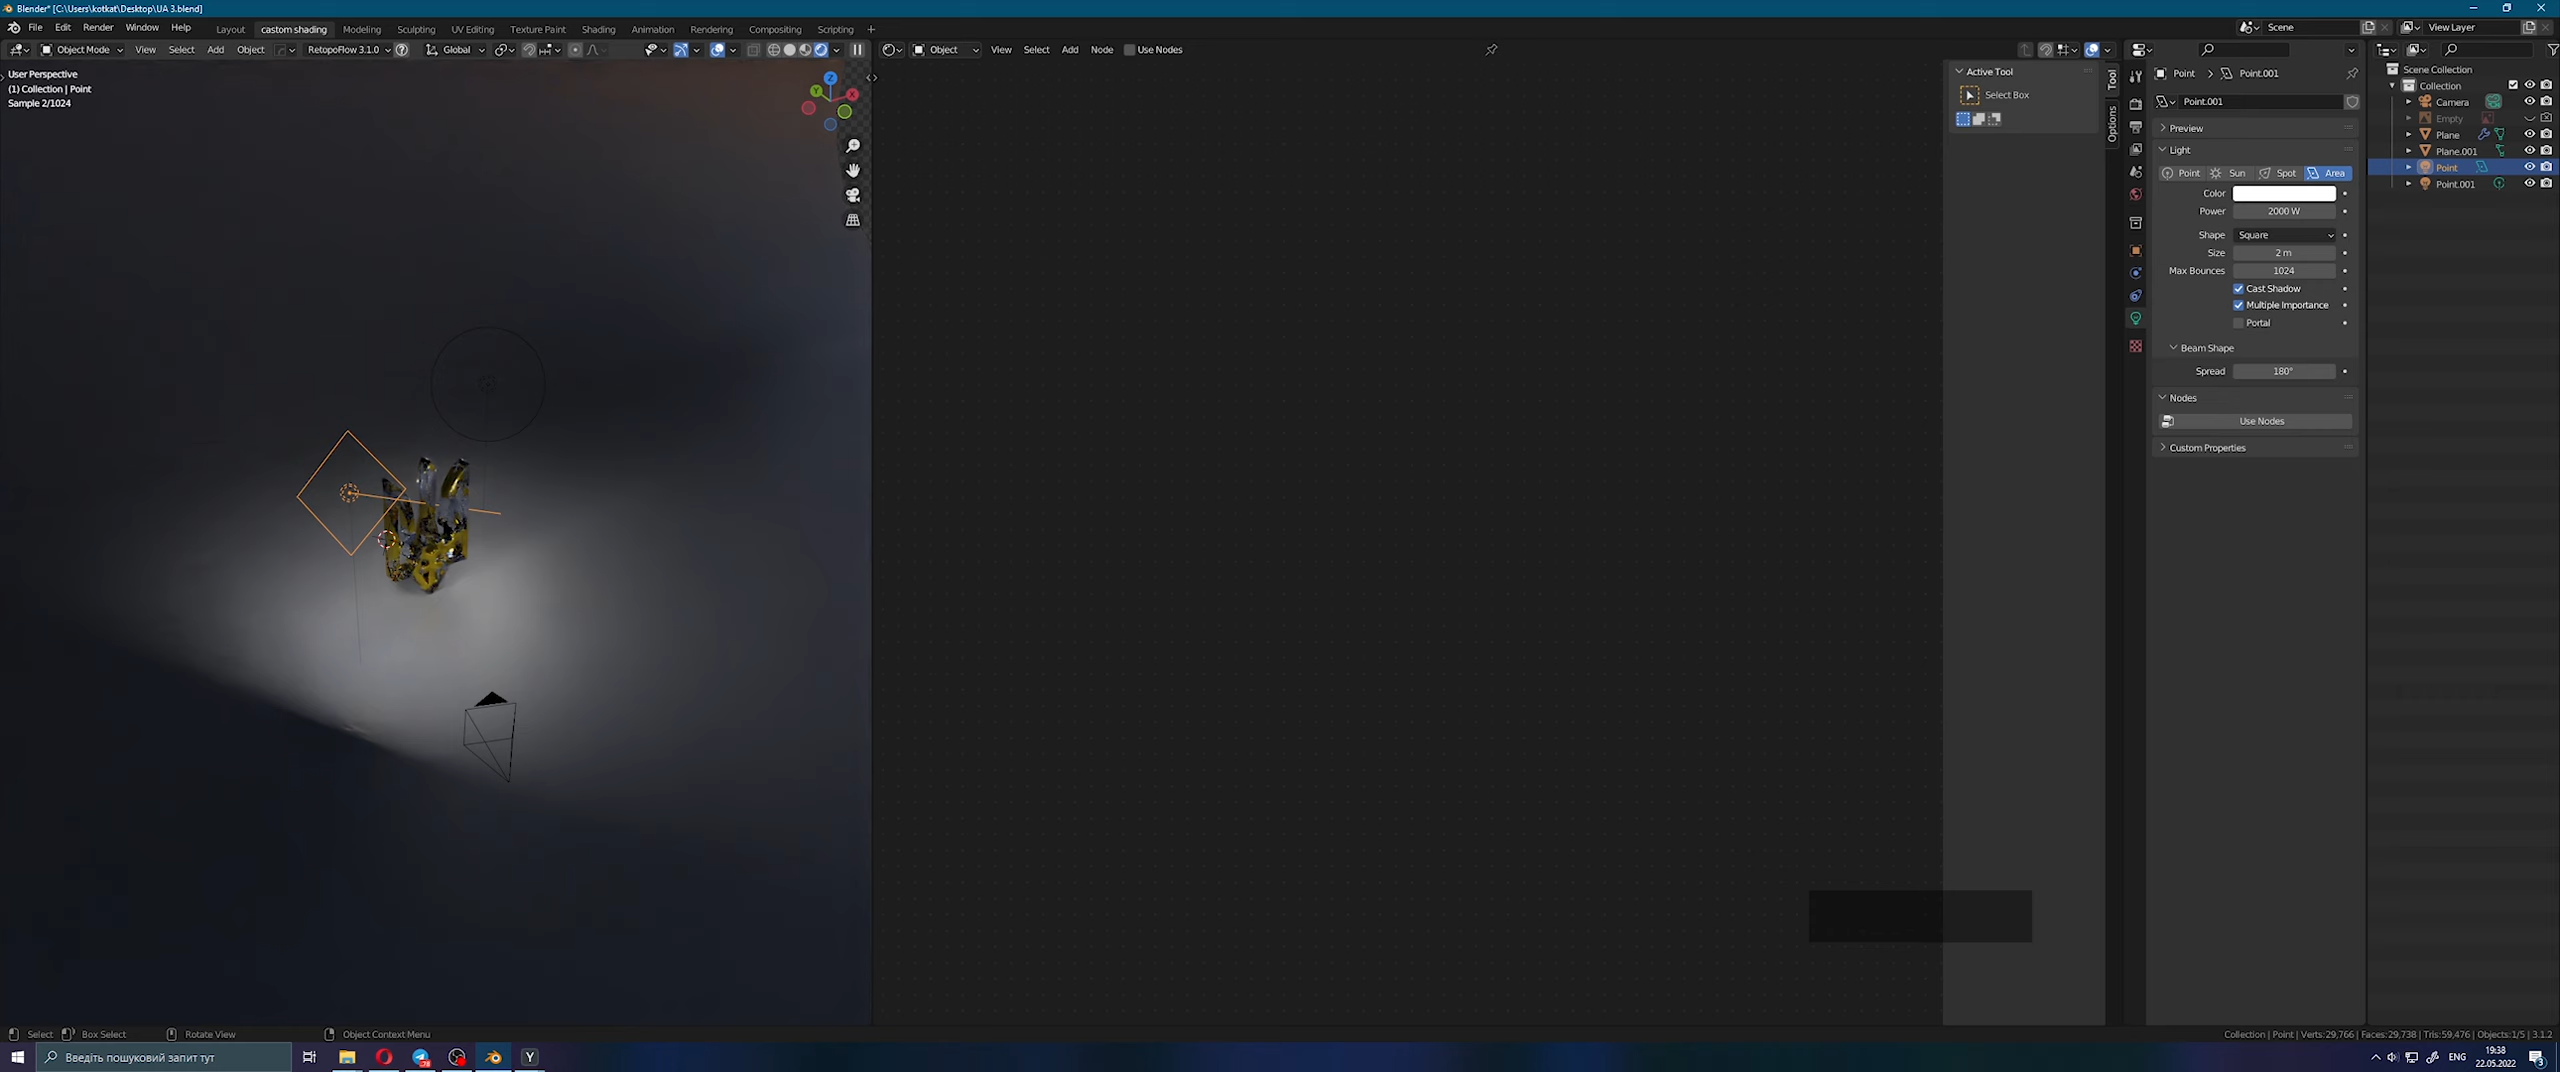 Blender* [C:\Users\kotkat\Desktop\UA 3.blend]
File Edit Render Window Help Layout castom shading Modeling Sculpting UV Editing Texture Paint Shading Animation Rendering Compositing Scripting + Scene View Layer
Object Mode View Select Add Object RetopoFlow 3.1.0 Global Object View Select Add Node Use Nodes
User Perspective
(1) Collection | Point
Sample 2/1024
Z
Y
X
Active Tool
Select Box
Tool
Options
Point > Point.001
Point.001
Preview
Light
Point Sun Spot Area
Color
Power 2000 W
Shape Square
Size 2 m
Max Bounces 1024
Cast Shadow
Multiple Importance
Portal
Beam Shape
Spread 180°
Nodes
Use Nodes
Custom Properties
Scene Collection
Collection
Camera
Empty
Plane
Plane.001
Point
Point.001
Select Box Select Rotate View Object Context Menu
Collection | Point | Verts:29,766 | Faces:29,738 | Tris:59,476 | Objects:1/5 | 3.1.2
Введіть пошуковий запит тут
Y
ENG
19:38
22.05.2022
3